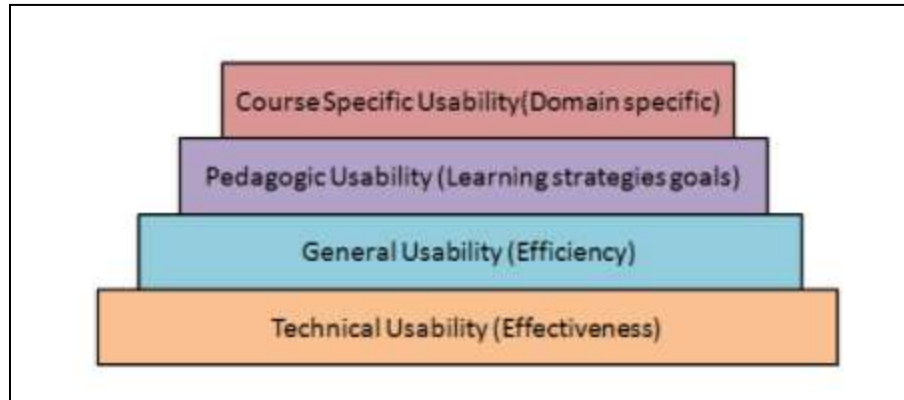 Course Specific Usability(Domain specific)
Pedagogic Usability (Learning strategies goals)
General Usability (Efficiency)
Technical Usability (Effectiveness)